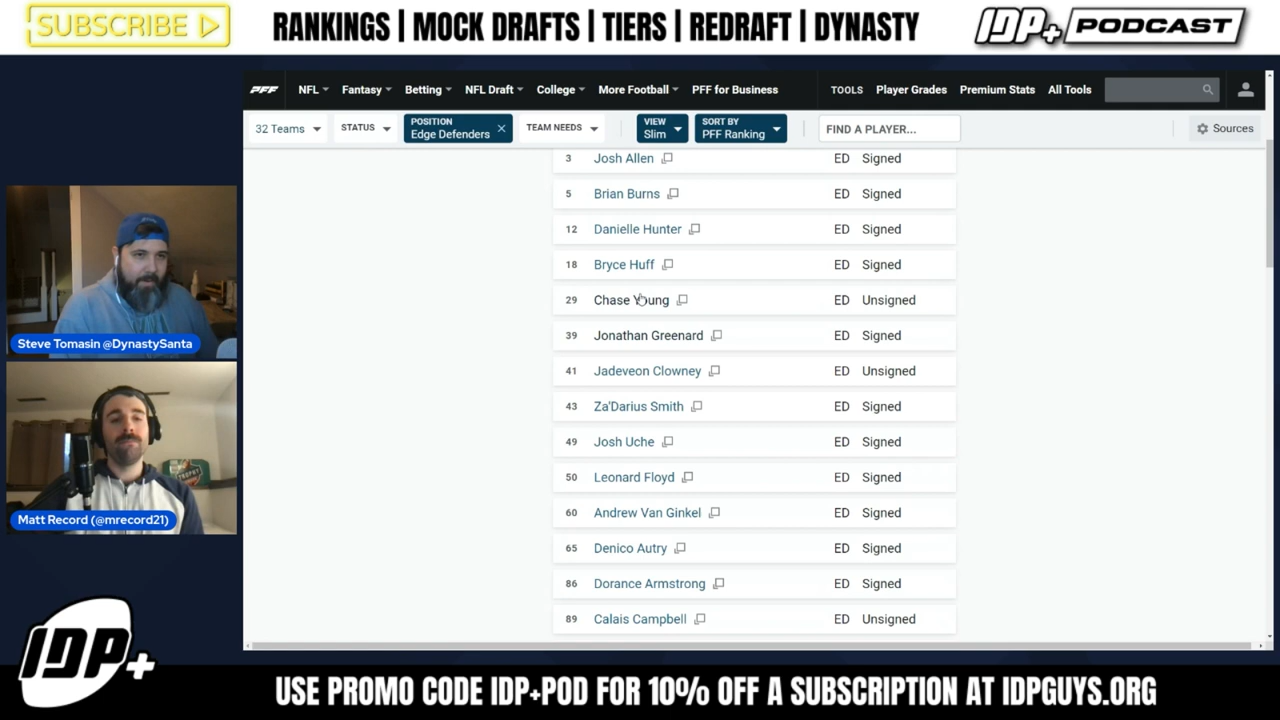 SUBSCRIBE
RANKINGS | MOCK DRAFTS | TIERS | REDRAFT | DYNASTY
IDP+ PODCAST
PFF NFL Fantasy Betting NFL Draft College More Football PFF for Business TOOLS Player Grades Premium Stats All Tools
32 Teams STATUS POSITION Edge Defenders × TEAM NEEDS VIEW Slim SORT BY PFF Ranking FIND A PLAYER... Sources
3 Josh Allen ED Signed
5 Brian Burns ED Signed
12 Danielle Hunter ED Signed
18 Bryce Huff ED Signed
29 Chase Young ED Unsigned
39 Jonathan Greenard ED Signed
41 Jadeveon Clowney ED Unsigned
43 Za'Darius Smith ED Signed
49 Josh Uche ED Signed
50 Leonard Floyd ED Signed
60 Andrew Van Ginkel ED Signed
65 Denico Autry ED Signed
86 Dorance Armstrong ED Signed
89 Calais Campbell ED Unsigned
Steve Tomasin @DynastySanta
Matt Record (@mrecord21)
IDP+
USE PROMO CODE IDP+POD FOR 10% OFF A SUBSCRIPTION AT IDPGUYS.ORG